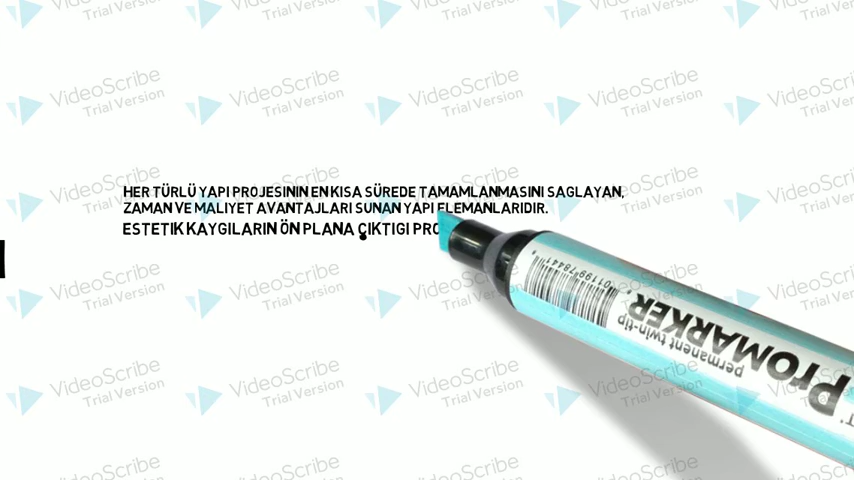 HER TÜRLÜ YAPI PROJESININ EN KISA SÜREDE TAMAMLANMASINI SAGLAYAN,
ZAMAN VE MALIYET AVANTAJLARI SUNAN YAPI ELEMANLARIDIR.
ESTETIK KAYGILARIN ÖN PLANA ÇIKTIGI PRO
ProMARKER
permanent twin-tip
VideoScribe
Trial Version